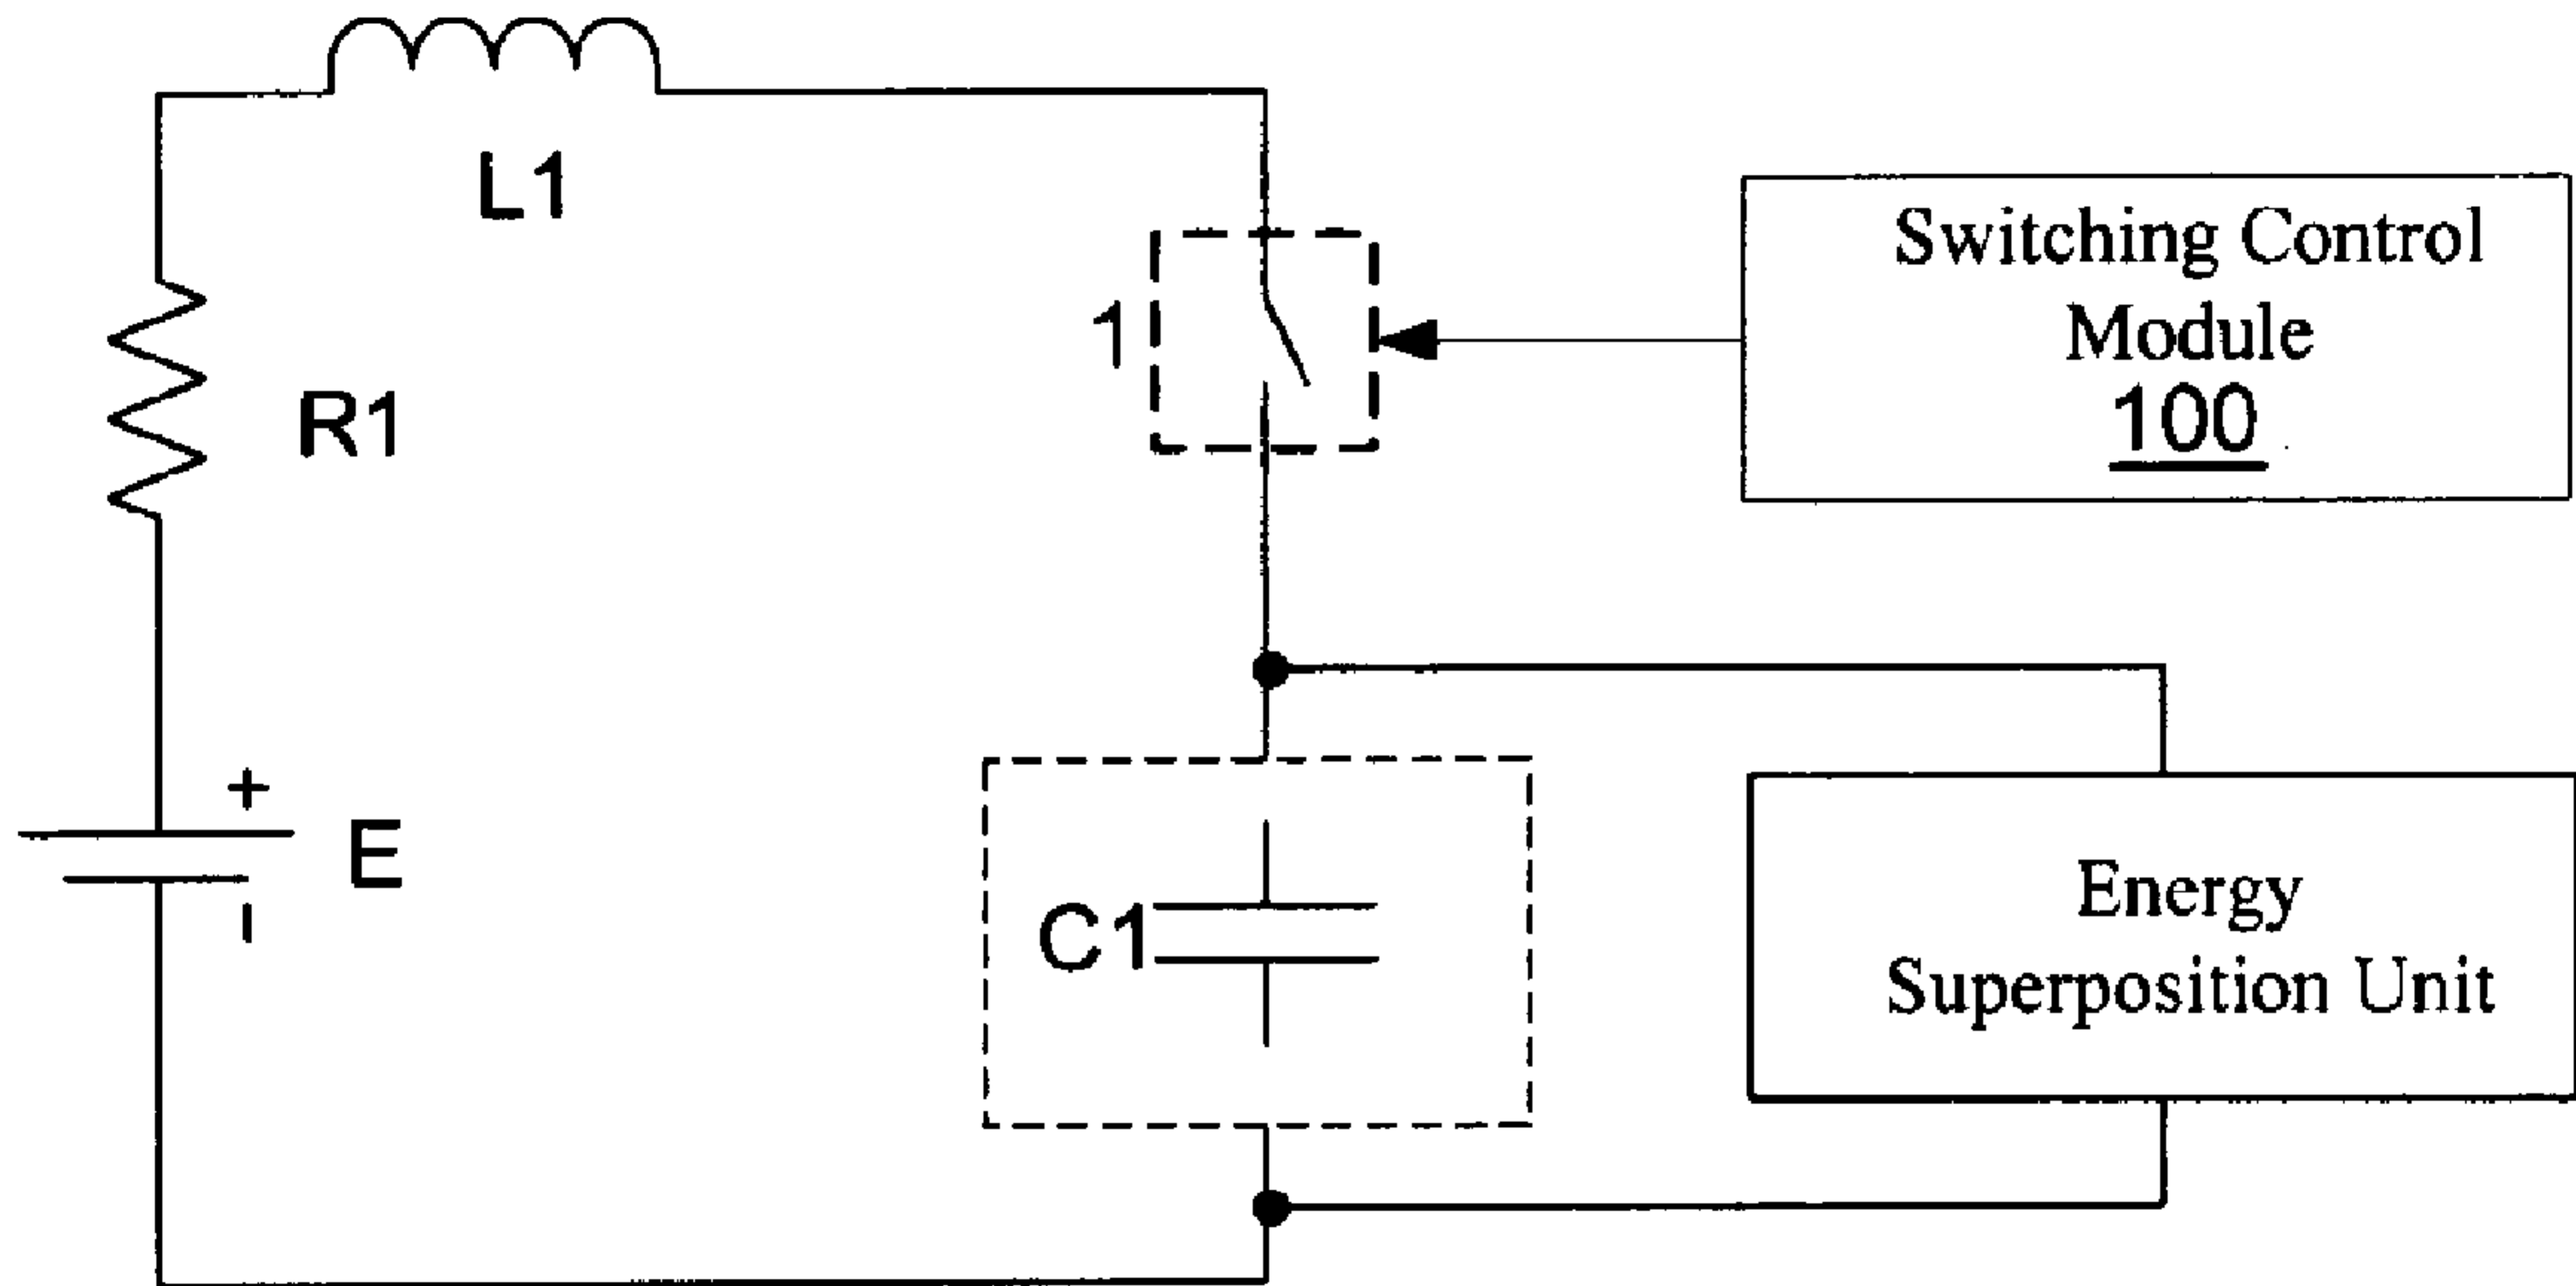 L1
Switching Control
Module
100
1
R1
+
E
-
C1
Energy
Superposition Unit